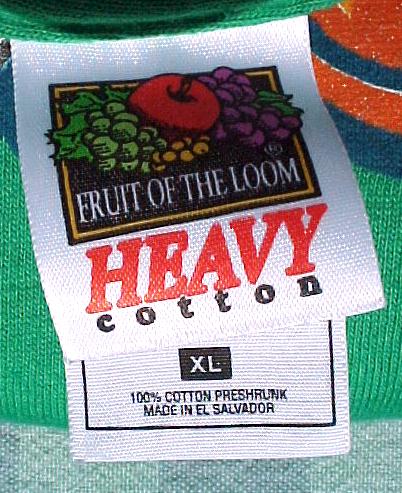 FRUIT OF THE LOOM®
HEAVY
cotton
XL
100% COTTON PRESHRUNK
MADE IN EL SALVADOR